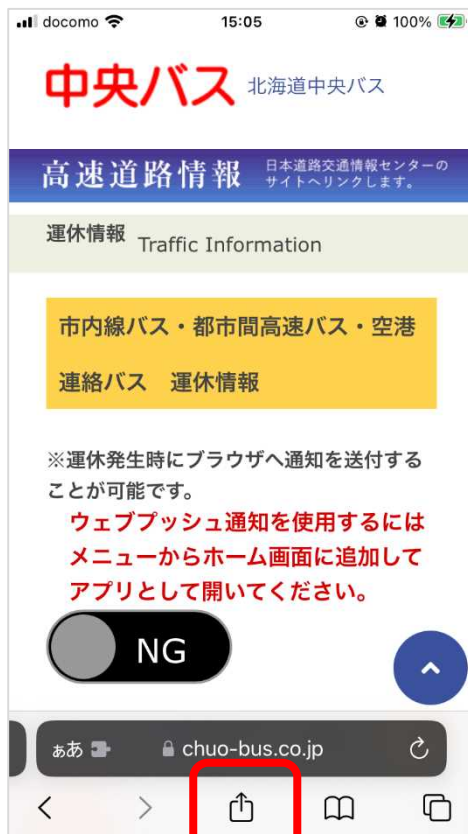 docomo 15:05 100%
中央バス 北海道中央バス
高速道路情報 日本道路交通情報センターの
サイトへリンクします。
運休情報 Traffic Information
市内線バス・都市間高速バス・空港
連絡バス 運休情報
※運休発生時にブラウザへ通知を送付する
ことが可能です。
ウェブプッシュ通知を使用するには
メニューからホーム画面に追加して
アプリとして開いてください。
NG
ぁあ chuo-bus.co.jp